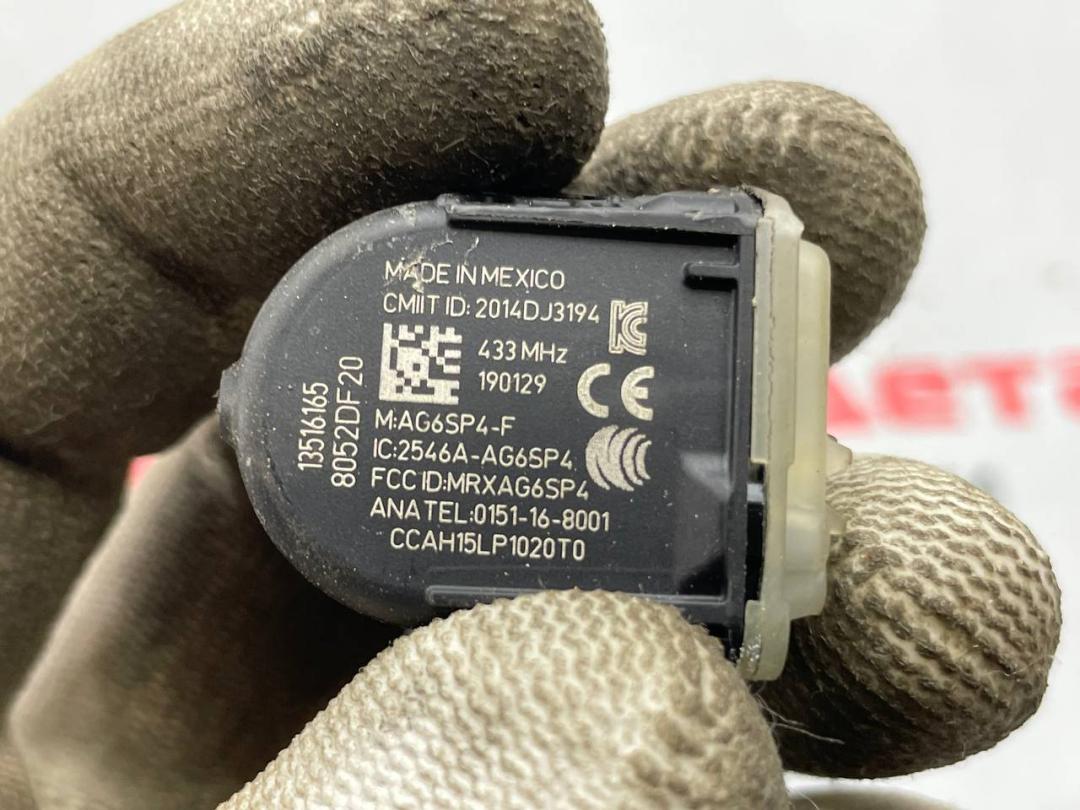 MADE IN MEXICO
CMIIT ID: 2014DJ3194
433 MHz
190129
CE
M:AG6SP4-F
IC:2546A-AG6SP4
FCC ID:MRXAG6SP4
ANATEL:0151-16-8001
CCAH15LP1020T0
13516165
8052DF20